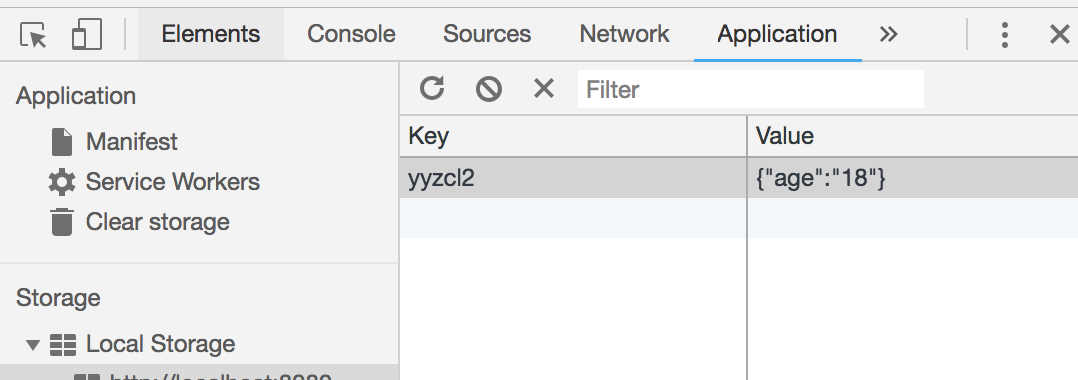 Elements Console Sources Network Application »
Application
Manifest
Service Workers
Clear storage
Storage
Local Storage
Filter
Key Value
yyzcl2 {"age":"18"}